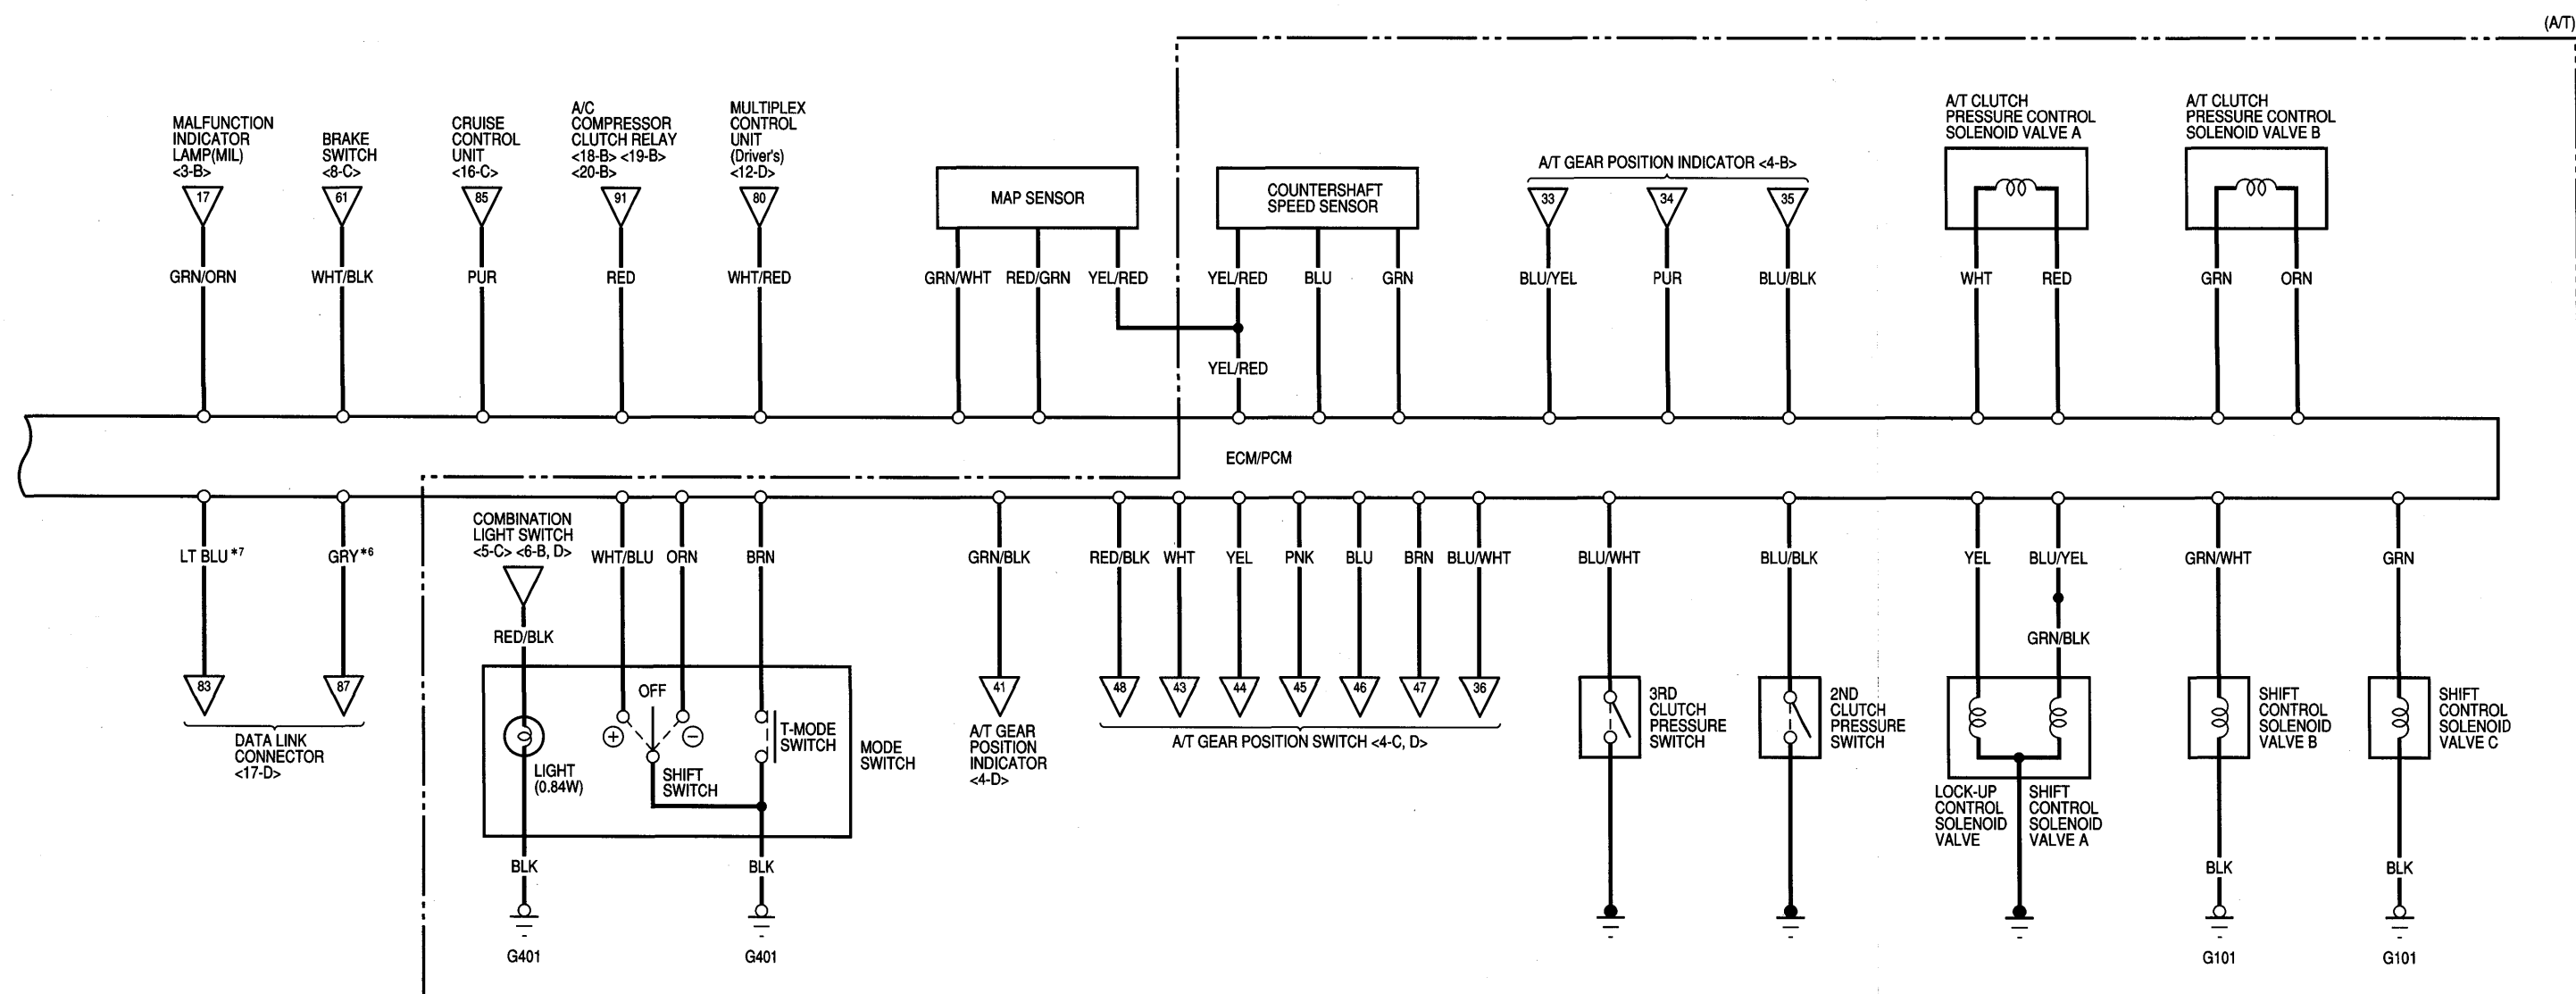 (A/T)
MALFUNCTION
INDICATOR
LAMP(MIL)
<3-B>
17
GRN/ORN
BRAKE
SWITCH
<8-C>
61
WHT/BLK
CRUISE
CONTROL
UNIT
<16-C>
85
PUR
A/C
COMPRESSOR
CLUTCH RELAY
<18-B> <19-B>
<20-B>
91
RED
MULTIPLEX
CONTROL
UNIT
(Driver's)
<12-D>
80
WHT/RED
MAP SENSOR
GRN/WHT
RED/GRN
YEL/RED
COUNTERSHAFT
SPEED SENSOR
YEL/RED
BLU
GRN
YEL/RED
A/T GEAR POSITION INDICATOR <4-B>
33
34
35
BLU/YEL
PUR
BLU/BLK
A/T CLUTCH
PRESSURE CONTROL
SOLENOID VALVE A
WHT
RED
A/T CLUTCH
PRESSURE CONTROL
SOLENOID VALVE B
GRN
ORN
ECM/PCM
LT BLU*7
GRY*6
83
87
DATA LINK
CONNECTOR
<17-D>
COMBINATION
LIGHT SWITCH
<5-C> <6-B, D>
RED/BLK
WHT/BLU
ORN
BRN
OFF
+
−
LIGHT
(0.84W)
SHIFT
SWITCH
T-MODE
SWITCH
MODE
SWITCH
BLK
BLK
G401
G401
GRN/BLK
41
A/T GEAR
POSITION
INDICATOR
<4-D>
RED/BLK
WHT
YEL
PNK
BLU
BRN
BLU/WHT
48
43
44
45
46
47
36
A/T GEAR POSITION SWITCH <4-C, D>
BLU/WHT
3RD
CLUTCH
PRESSURE
SWITCH
BLU/BLK
2ND
CLUTCH
PRESSURE
SWITCH
YEL
BLU/YEL
GRN/BLK
LOCK-UP
CONTROL
SOLENOID
VALVE
SHIFT
CONTROL
SOLENOID
VALVE A
GRN/WHT
SHIFT
CONTROL
SOLENOID
VALVE B
BLK
G101
GRN
SHIFT
CONTROL
SOLENOID
VALVE C
BLK
G101